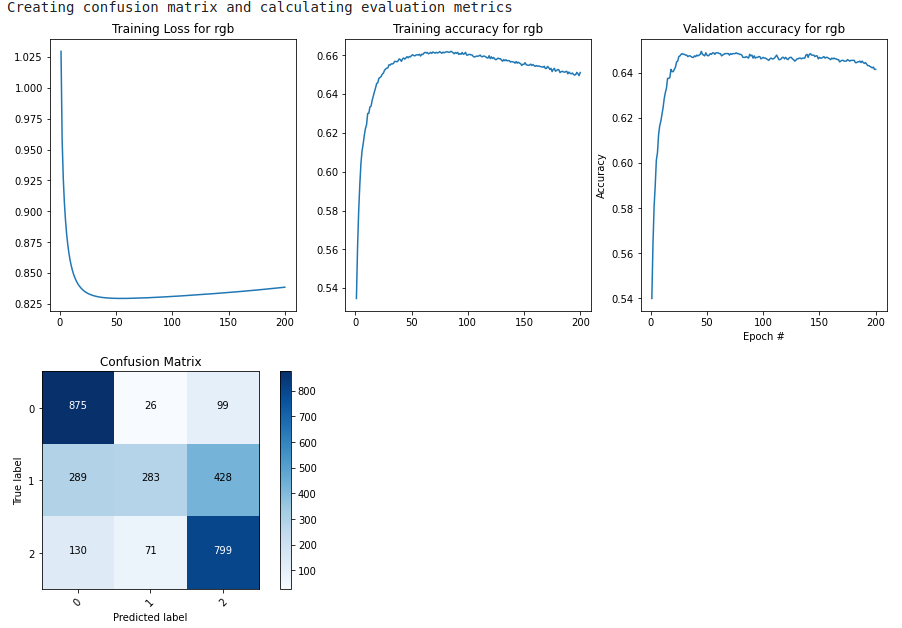 Creating confusion matrix and calculating evaluation metrics
Training Loss for rgb
1.025
1.000
0.975
0.950
0.925
0.900
0.875
0.850
0.825
0 50 100 150 200
Training accuracy for rgb
0.66
0.64
0.62
0.60
0.58
0.56
0.54
0 50 100 150 200
Validation accuracy for rgb
Accuracy
0.64
0.62
0.60
0.58
0.56
0.54
0 50 100 150 200
Epoch #
Confusion Matrix
True label
0 875 26 99
1 289 283 428
2 130 71 799
0 1 2
Predicted label
800
700
600
500
400
300
200
100